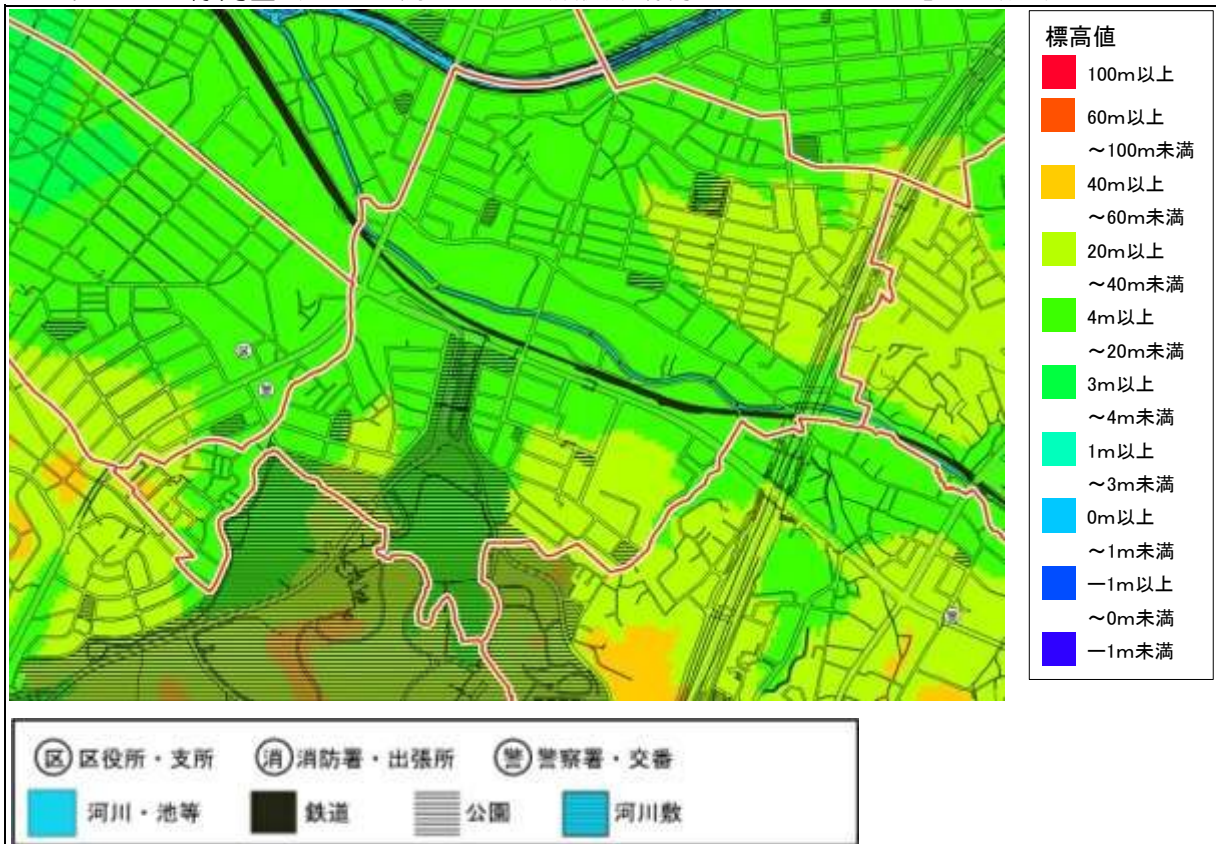 標高値
100m以上
60m以上
～100m未満
40m以上
～60m未満
20m以上
～40m未満
4m以上
～20m未満
3m以上
～4m未満
1m以上
～3m未満
0m以上
～1m未満
－1m以上
～0m未満
－1m未満
区
区 区役所・支所 消 消防署・出張所 警 警察署・交番
河川・池等 鉄道 公園 河川敷